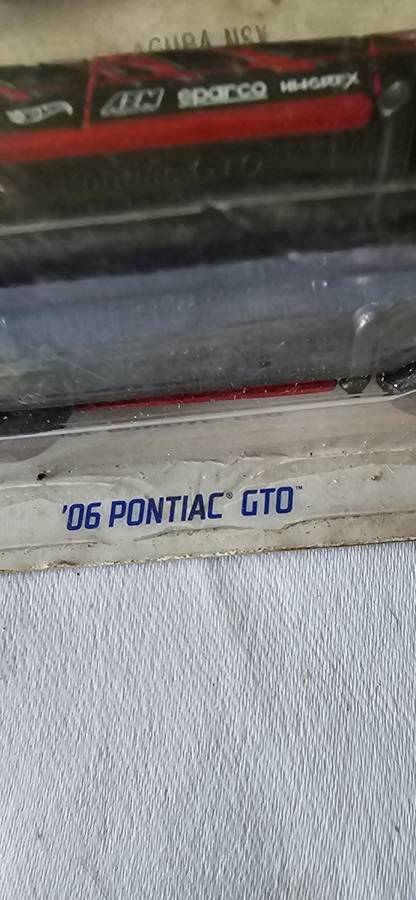 ACURA NSX
AEM sparco
Pontiac GTO
'06 PONTIAC® GTO™